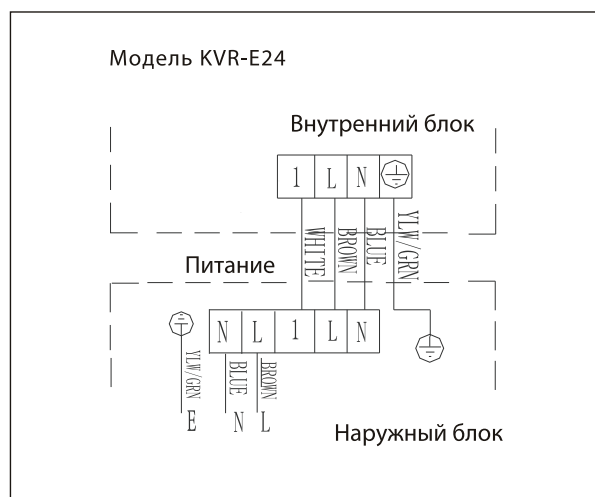 Модель KVR-E24
Внутренний блок
1 L N
WHITE
BROWN
BLUE
YLW/GRN
Питание
N L 1 L N
YLW/GRN
BLUE
BROWN
E N L
Наружный блок